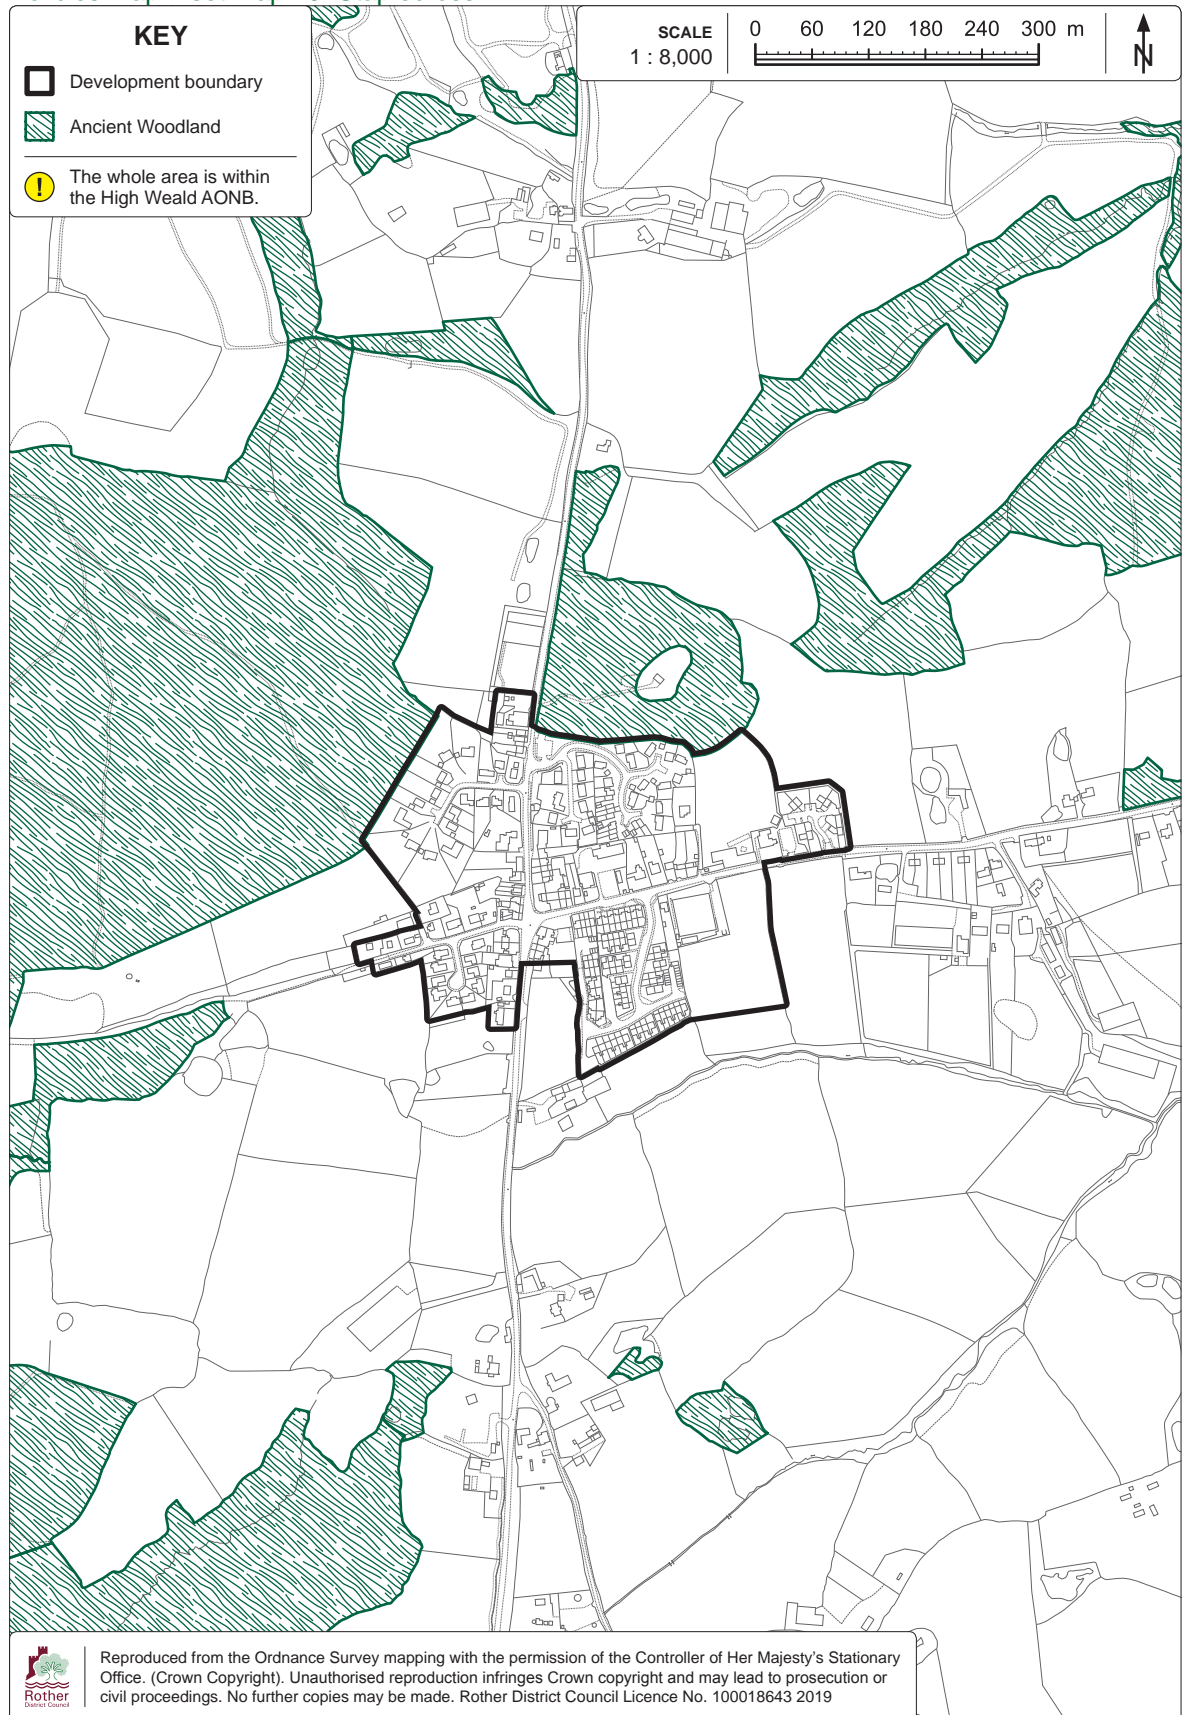 KEY
Development boundary
Ancient Woodland
!
The whole area is within
the High Weald AONB.
SCALE
1 : 8,000
0 60 120 180 240 300 m
N
Rother
District Council
Reproduced from the Ordnance Survey mapping with the permission of the Controller of Her Majesty's Stationary
Office. (Crown Copyright). Unauthorised reproduction infringes Crown copyright and may lead to prosecution or
civil proceedings. No further copies may be made. Rother District Council Licence No. 100018643 2019